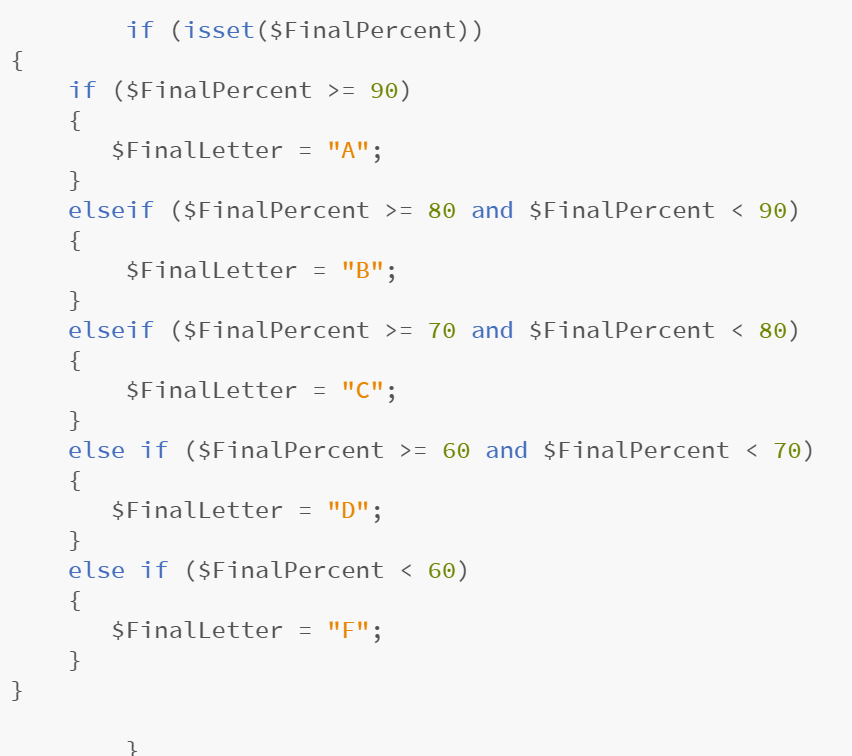 if (isset($FinalPercent))
{
if ($FinalPercent >= 90)
{
$FinalLetter = "A";
}
elseif ($FinalPercent >= 80 and $FinalPercent < 90)
{
$FinalLetter = "B";
}
elseif ($FinalPercent >= 70 and $FinalPercent < 80)
{
$FinalLetter = "C";
}
else if ($FinalPercent >= 60 and $FinalPercent < 70)
{
$FinalLetter = "D";
}
else if ($FinalPercent < 60)
{
$FinalLetter = "F";
}
}
}